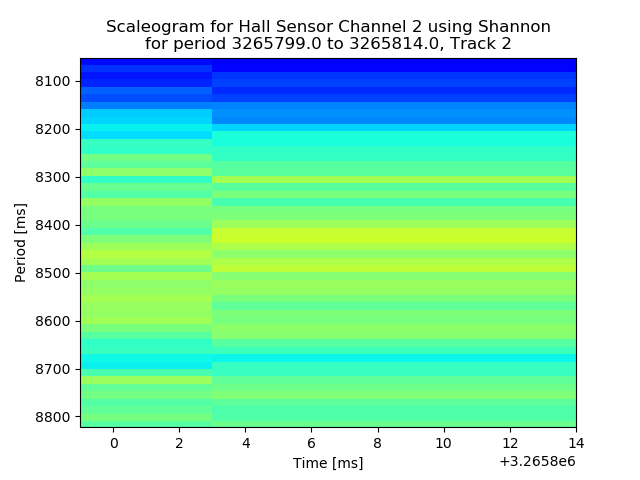 Scaleogram for Hall Sensor Channel 2 using Shannon
for period 3265799.0 to 3265814.0, Track 2
8100
8200
8300
8400
8500
8600
8700
8800
Period [ms]
0 2 4 6 8 10 12 14
Time [ms]
+3.2658e6